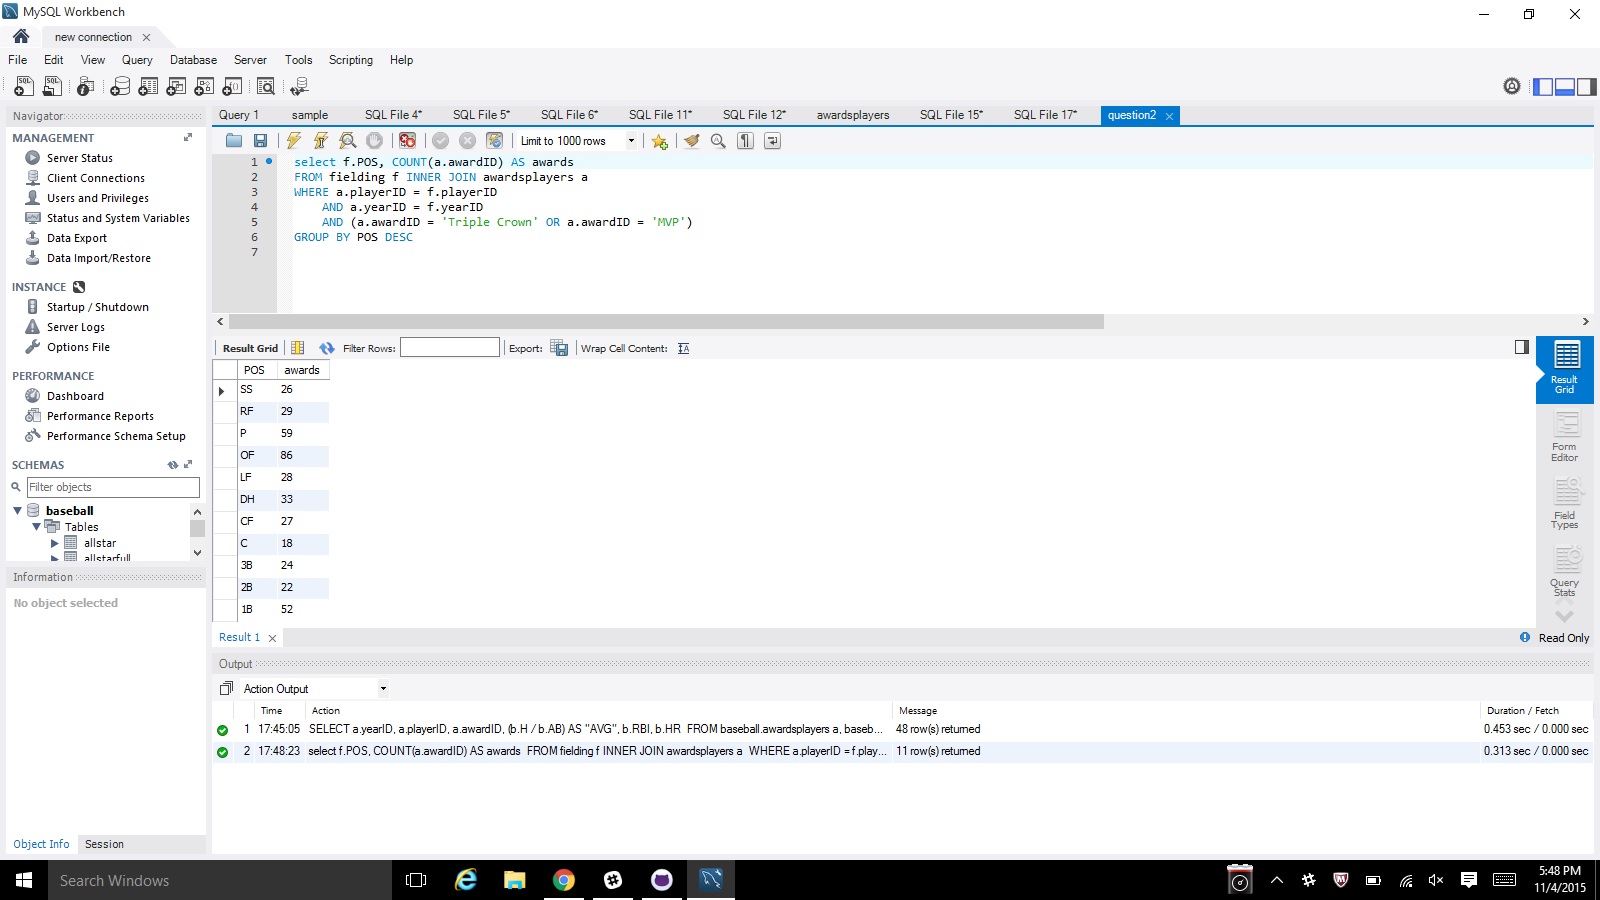 MySQL Workbench
new connection
File Edit View Query Database Server Tools Scripting Help
Navigator
MANAGEMENT
Server Status
Client Connections
Users and Privileges
Status and System Variables
Data Export
Data Import/Restore
INSTANCE
Startup / Shutdown
Server Logs
Options File
PERFORMANCE
Dashboard
Performance Reports
Performance Schema Setup
SCHEMAS
Filter objects
baseball
Tables
allstar
allstarfull
Information
No object selected
Object Info Session
Query 1 sample SQL File 4* SQL File 5* SQL File 6* SQL File 11* SQL File 12* awardsplayers SQL File 15* SQL File 17* question2
Limit to 1000 rows
1 select f.POS, COUNT(a.awardID) AS awards
2 FROM fielding f INNER JOIN awardsplayers a
3 WHERE a.playerID = f.playerID
4 AND a.yearID = f.yearID
5 AND (a.awardID = 'Triple Crown' OR a.awardID = 'MVP')
6 GROUP BY POS DESC
7
Result Grid Filter Rows: Export: Wrap Cell Content:
POS awards
SS 26
RF 29
P 59
OF 86
LF 28
DH 33
CF 27
C 18
3B 24
2B 22
1B 52
Result Grid
Form Editor
Field Types
Query Stats
Result 1
Read Only
Output
Action Output
Time Action Message Duration / Fetch
1 17:45:05 SELECT a.yearID, a.playerID, a.awardID, (b.H / b.AB) AS "AVG", b.RBI, b.HR FROM baseball.awardsplayers a, baseb... 48 row(s) returned 0.453 sec / 0.000 sec
2 17:48:23 select f.POS, COUNT(a.awardID) AS awards FROM fielding f INNER JOIN awardsplayers a WHERE a.playerID = f.play... 11 row(s) returned 0.313 sec / 0.000 sec
Search Windows
5:48 PM
11/4/2015